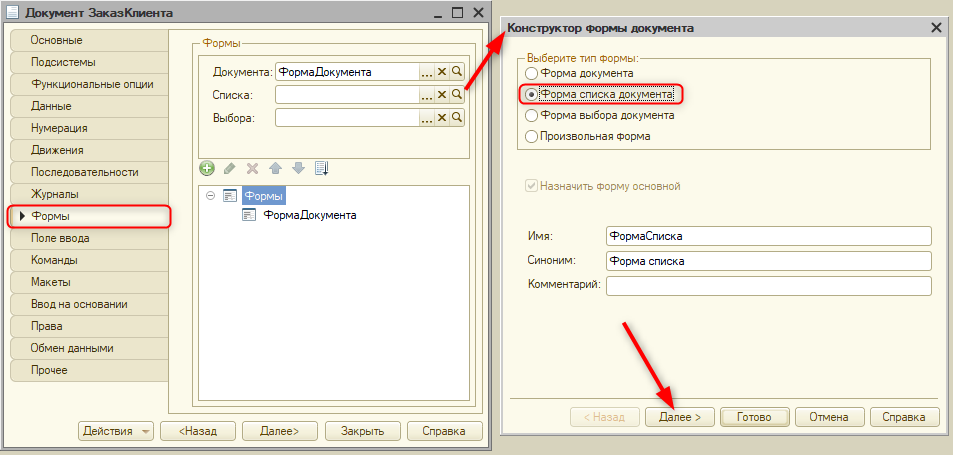 Документ ЗаказКлиента
Основные
Подсистемы
Функциональные опции
Данные
Нумерация
Движения
Последовательности
Журналы
Формы
Поле ввода
Команды
Макеты
Ввод на основании
Права
Обмен данными
Прочее
Формы
Документа: ФормаДокумента ...
Списка: ...
Выбора: ...
Формы
ФормаДокумента
Действия <Назад Далее> Закрыть Справка
Конструктор формы документа
Выберите тип формы:
Форма документа
Форма списка документа
Форма выбора документа
Произвольная форма
Назначить форму основной
Имя: ФормаСписка
Синоним: Форма списка
Комментарий:
< Назад Далее > Готово Отмена Справка